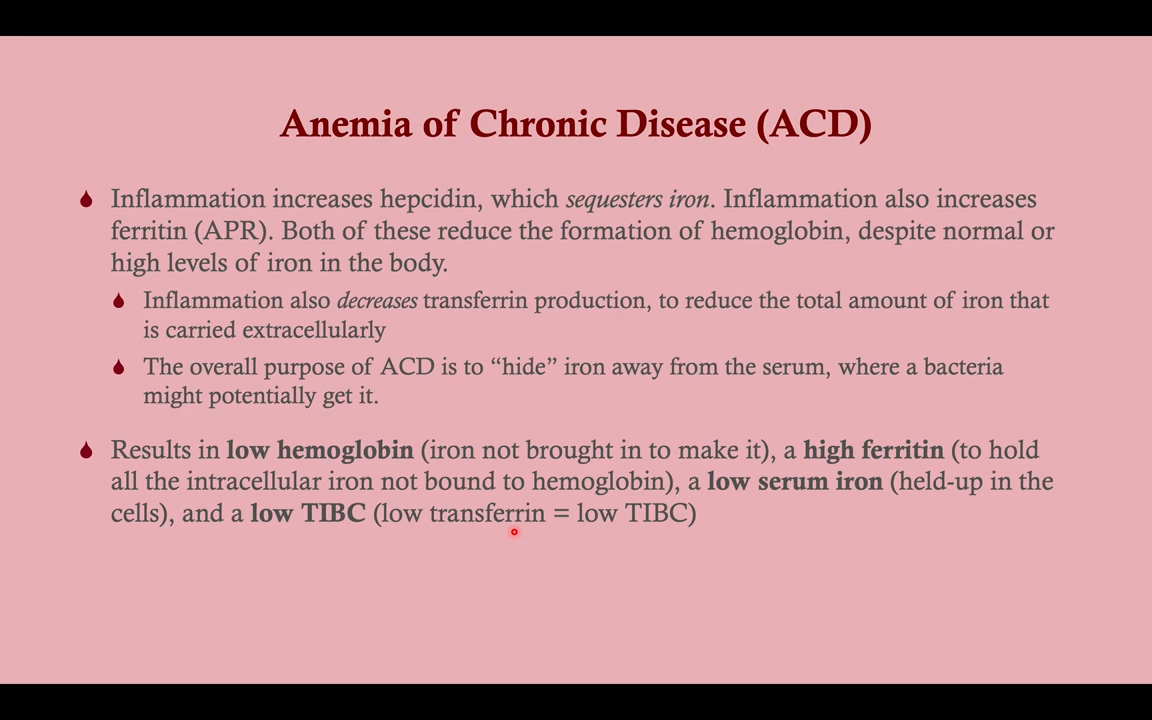 Anemia of Chronic Disease (ACD)
Inflammation increases hepcidin, which sequesters iron. Inflammation also increases
ferritin (APR). Both of these reduce the formation of hemoglobin, despite normal or
high levels of iron in the body.
Inflammation also decreases transferrin production, to reduce the total amount of iron that
is carried extracellularly
The overall purpose of ACD is to “hide” iron away from the serum, where a bacteria
might potentially get it.
Results in low hemoglobin (iron not brought in to make it), a high ferritin (to hold
all the intracellular iron not bound to hemoglobin), a low serum iron (held-up in the
cells), and a low TIBC (low transferrin = low TIBC)